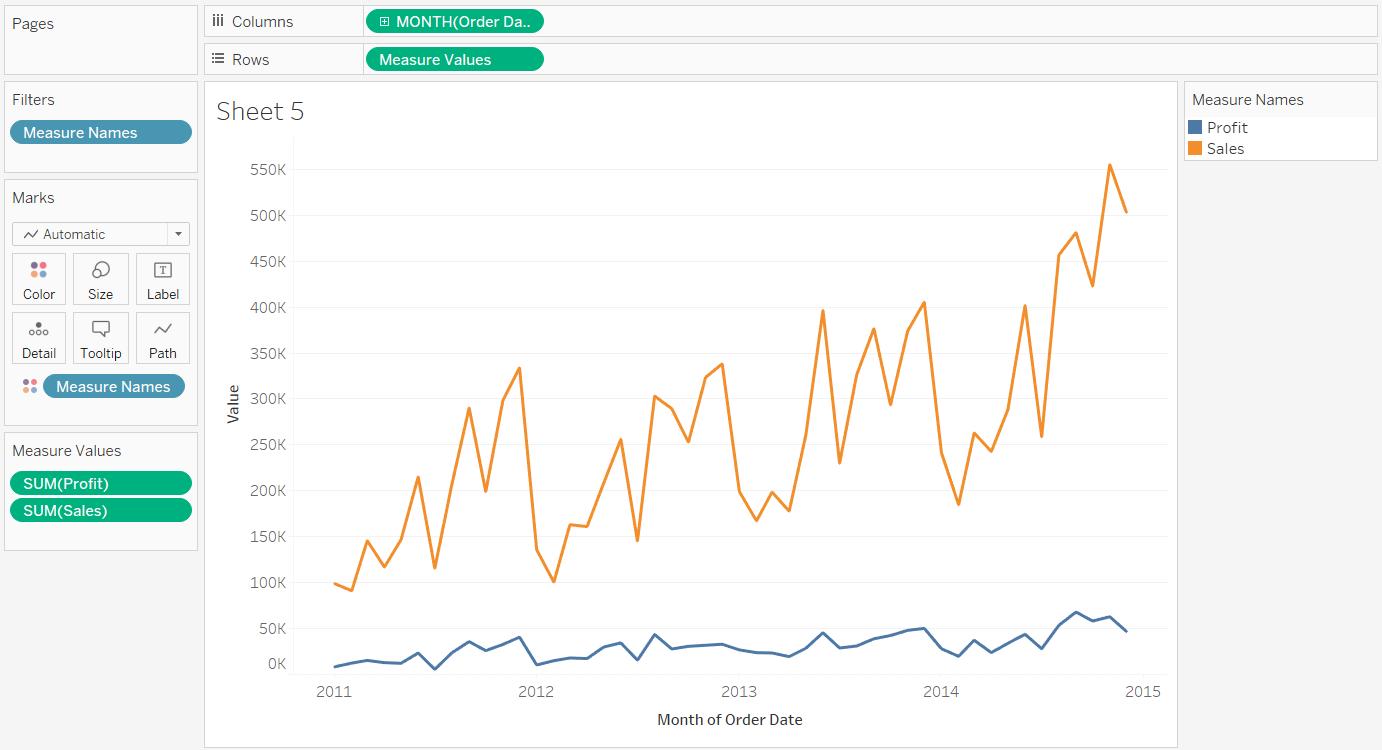 Pages
Columns
MONTH(Order Da..
Rows
Measure Values
Filters
Measure Names
Marks
Automatic
Color
Size
Label
Detail
Tooltip
Path
Measure Names
Measure Values
SUM(Profit)
SUM(Sales)
Sheet 5
550K
500K
450K
400K
350K
300K
250K
200K
150K
100K
50K
0K
Value
2011
2012
2013
2014
2015
Month of Order Date
Measure Names
Profit
Sales